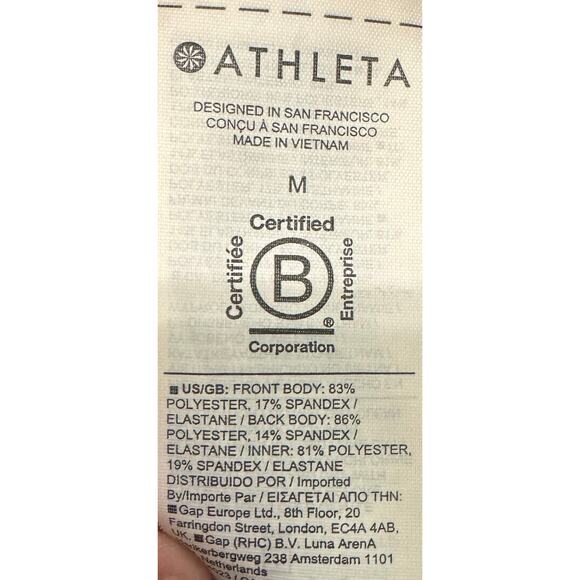 ATHLETA
DESIGNED IN SAN FRANCISCO
CONÇU À SAN FRANCISCO
MADE IN VIETNAM
M
Certified
Certifiée
B
Entreprise
®
Corporation
US/GB: FRONT BODY: 83%
POLYESTER, 17% SPANDEX /
ELASTANE / BACK BODY: 86%
POLYESTER, 14% SPANDEX /
ELASTANE / INNER: 81% POLYESTER,
19% SPANDEX / ELASTANE
DISTRIBUIDO POR / Imported
By/Importe Par / ΕΙΣΑΓΕΤΑΙ ΑΠΟ ΤΗΝ:
Gap Europe Ltd., 8th Floor, 20
Farringdon Street, London, EC4A 4AB,
UK, Gap (RHC) B.V. Luna ArenA
238 Amsterdam 1101
Netherlands